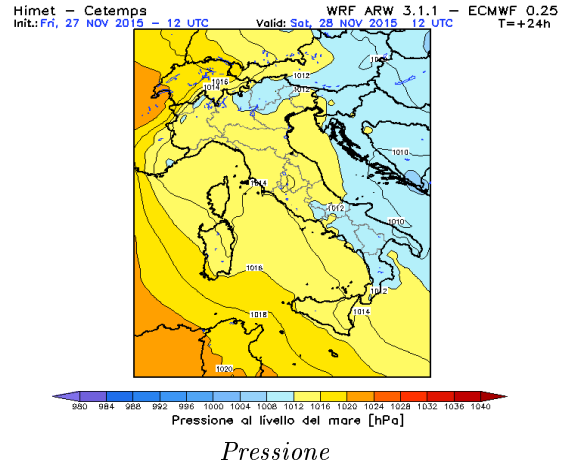 Himet – Cetemps WRF ARW 3.1.1 – ECMWF 0.25
Init.: Fri, 27 NOV 2015 – 12 UTC Valid: Sat, 28 NOV 2015 12 UTC T=+24h
1012
1016
1014
1012
1010
1014
1012
1010
1016
1012
1014
1018
1020
980 984 988 992 996 1000 1004 1008 1012 1016 1020 1024 1028 1032 1036 1040
Pressione al livello del mare [hPa]
Pressione